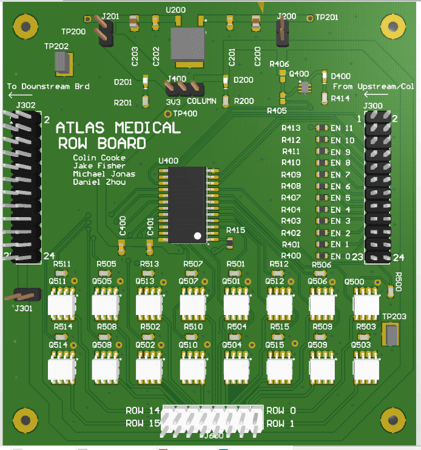 J201
U200
J200
TP201
TP200
C203
C202
C201
C200
TP202
R406
J400
Q400
D400
D201
D200
To Downstream Brd
From Upstream/Col
R201
3V3
COLUMN
R200
R405
R414
J302
TP400
J300
2
1
2
ATLAS MEDICAL
ROW BOARD
Colin Cooke
Jake Fisher
Michael Jonas
Daniel Zhou
R413
EN 11
R412
EN 10
R411
EN 9
R410
EN 8
R409
EN 7
R408
EN 6
R407
EN 5
R404
EN 4
R403
EN 3
R402
EN 2
R401
EN 1
R400
EN 0
U400
C400
C401
R415
24
23
24
R511
R505
R513
R507
R501
R512
R506
R500
Q511
Q505
Q513
Q507
Q501
Q512
Q506
Q500
J301
R514
R508
R502
R510
R504
R515
R509
R503
TP203
Q514
Q508
Q502
Q510
Q504
Q515
Q509
Q503
ROW 14
ROW 0
ROW 15
ROW 1